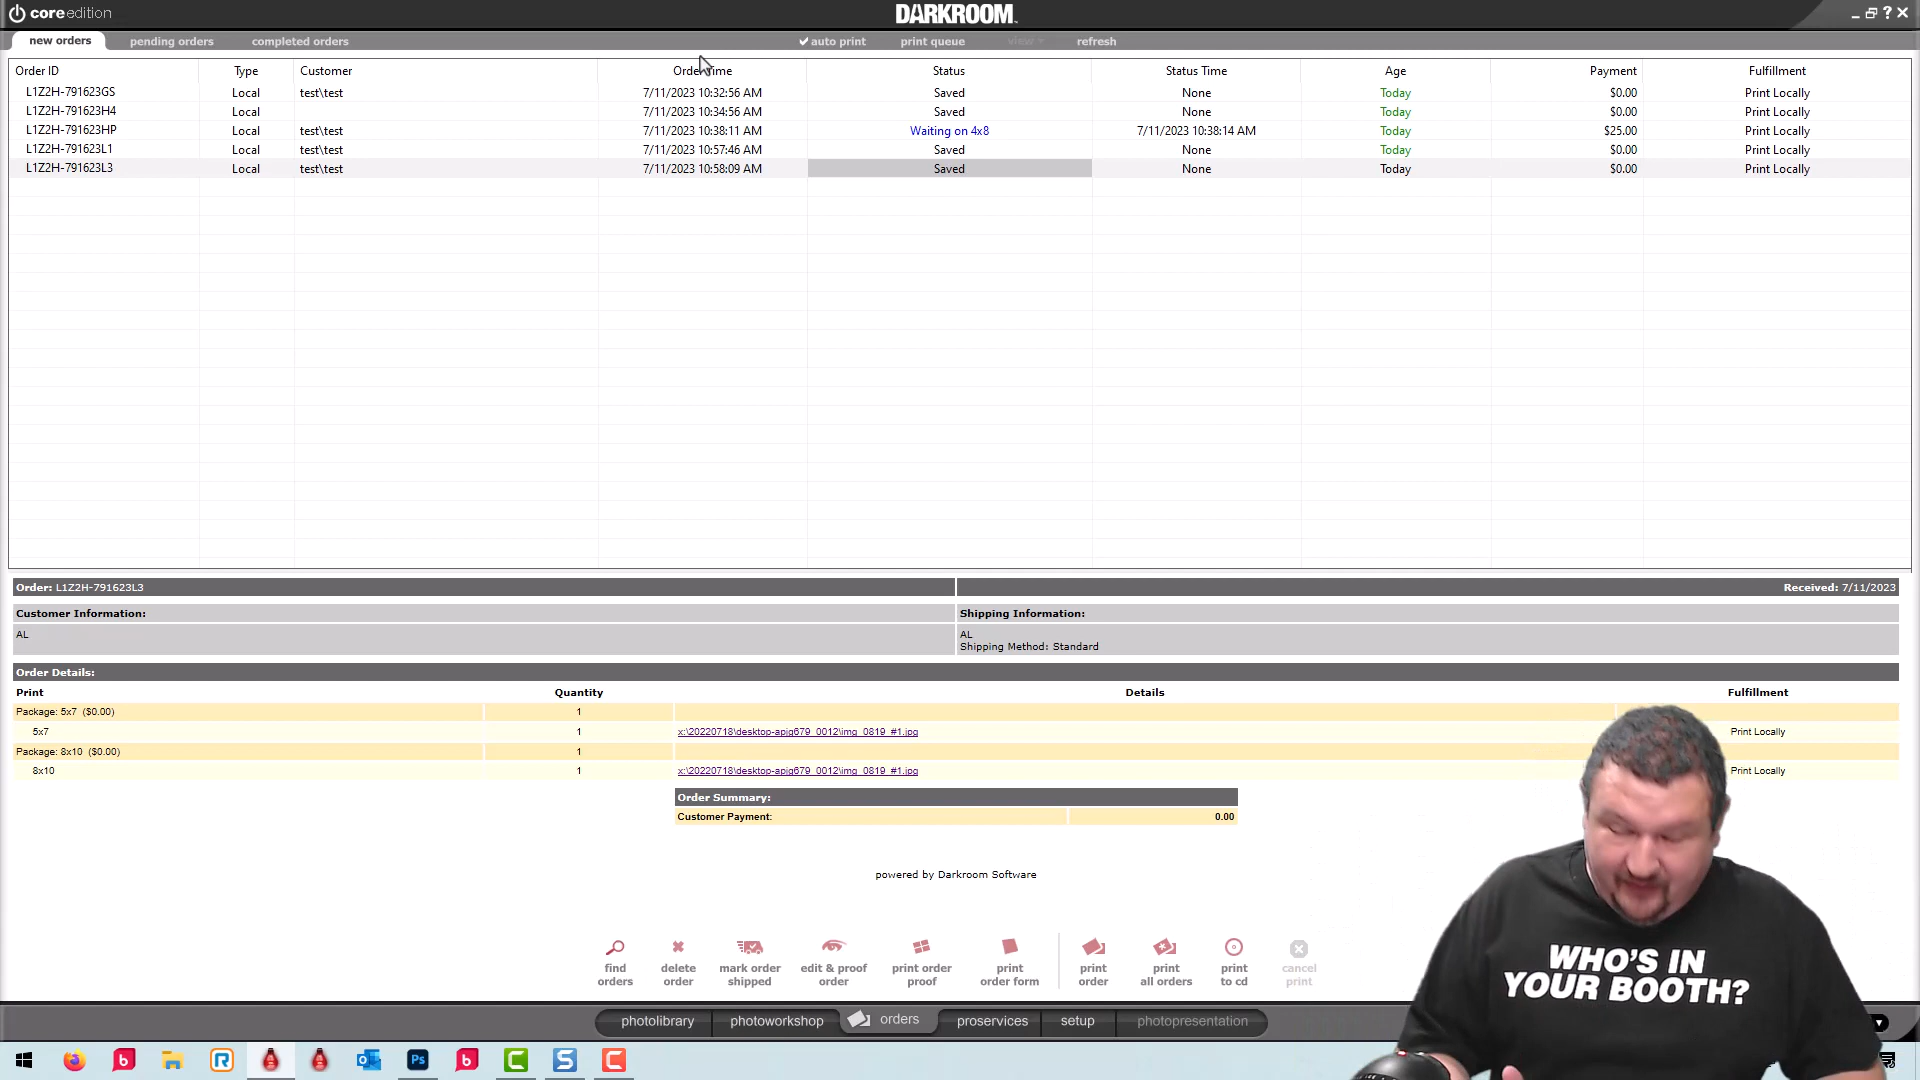 coreedition
DARKROOM
new orders pending orders completed orders auto print print queue view refresh
Order ID Type Customer Order Time Status Status Time Age Payment Fulfillment
L1Z2H-791623GS Local test\test 7/11/2023 10:32:56 AM Saved None Today $0.00 Print Locally
L1Z2H-791623H4 Local 7/11/2023 10:34:56 AM Saved None Today $0.00 Print Locally
L1Z2H-791623HP Local test\test 7/11/2023 10:38:11 AM Waiting on 4x8 7/11/2023 10:38:14 AM Today $25.00 Print Locally
L1Z2H-791623L1 Local test\test 7/11/2023 10:57:46 AM Saved None Today $0.00 Print Locally
L1Z2H-791623L3 Local test\test 7/11/2023 10:58:09 AM Saved None Today $0.00 Print Locally
Order: L1Z2H-791623L3 Received: 7/11/2023
Customer Information: Shipping Information:
AL AL
Shipping Method: Standard
Order Details:
Print Quantity Details Fulfillment
Package: 5x7 ($0.00) 1
5x7 1 x:\20220718\desktop-apjg679_0012\img_0819_#1.jpg Print Locally
Package: 8x10 ($0.00) 1
8x10 1 x:\20220718\desktop-apjg679_0012\img_0819_#1.jpg Print Locally
Order Summary:
Customer Payment: 0.00
powered by Darkroom Software
find orders
delete order
mark order shipped
edit & proof order
print order proof
print order form
print order
print all orders
print to cd
cancel print
WHO'S IN
YOUR BOOTH?
photolibrary photoworkshop orders proservices setup photopresentation
b R Ps b C S C